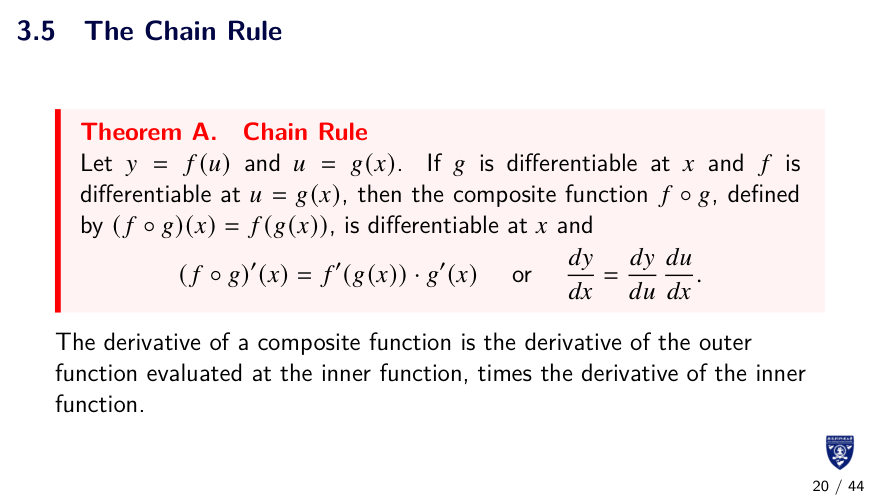 3.5 The Chain Rule
Theorem A. Chain Rule
Let y = f(u) and u = g(x). If g is differentiable at x and f is
differentiable at u = g(x), then the composite function f ∘ g, defined
by (f ∘ g)(x) = f(g(x)), is differentiable at x and
(f ∘ g)′(x) = f′(g(x)) · g′(x) or dy/dx = dy/du du/dx.
The derivative of a composite function is the derivative of the outer
function evaluated at the inner function, times the derivative of the inner
function.
20 / 44